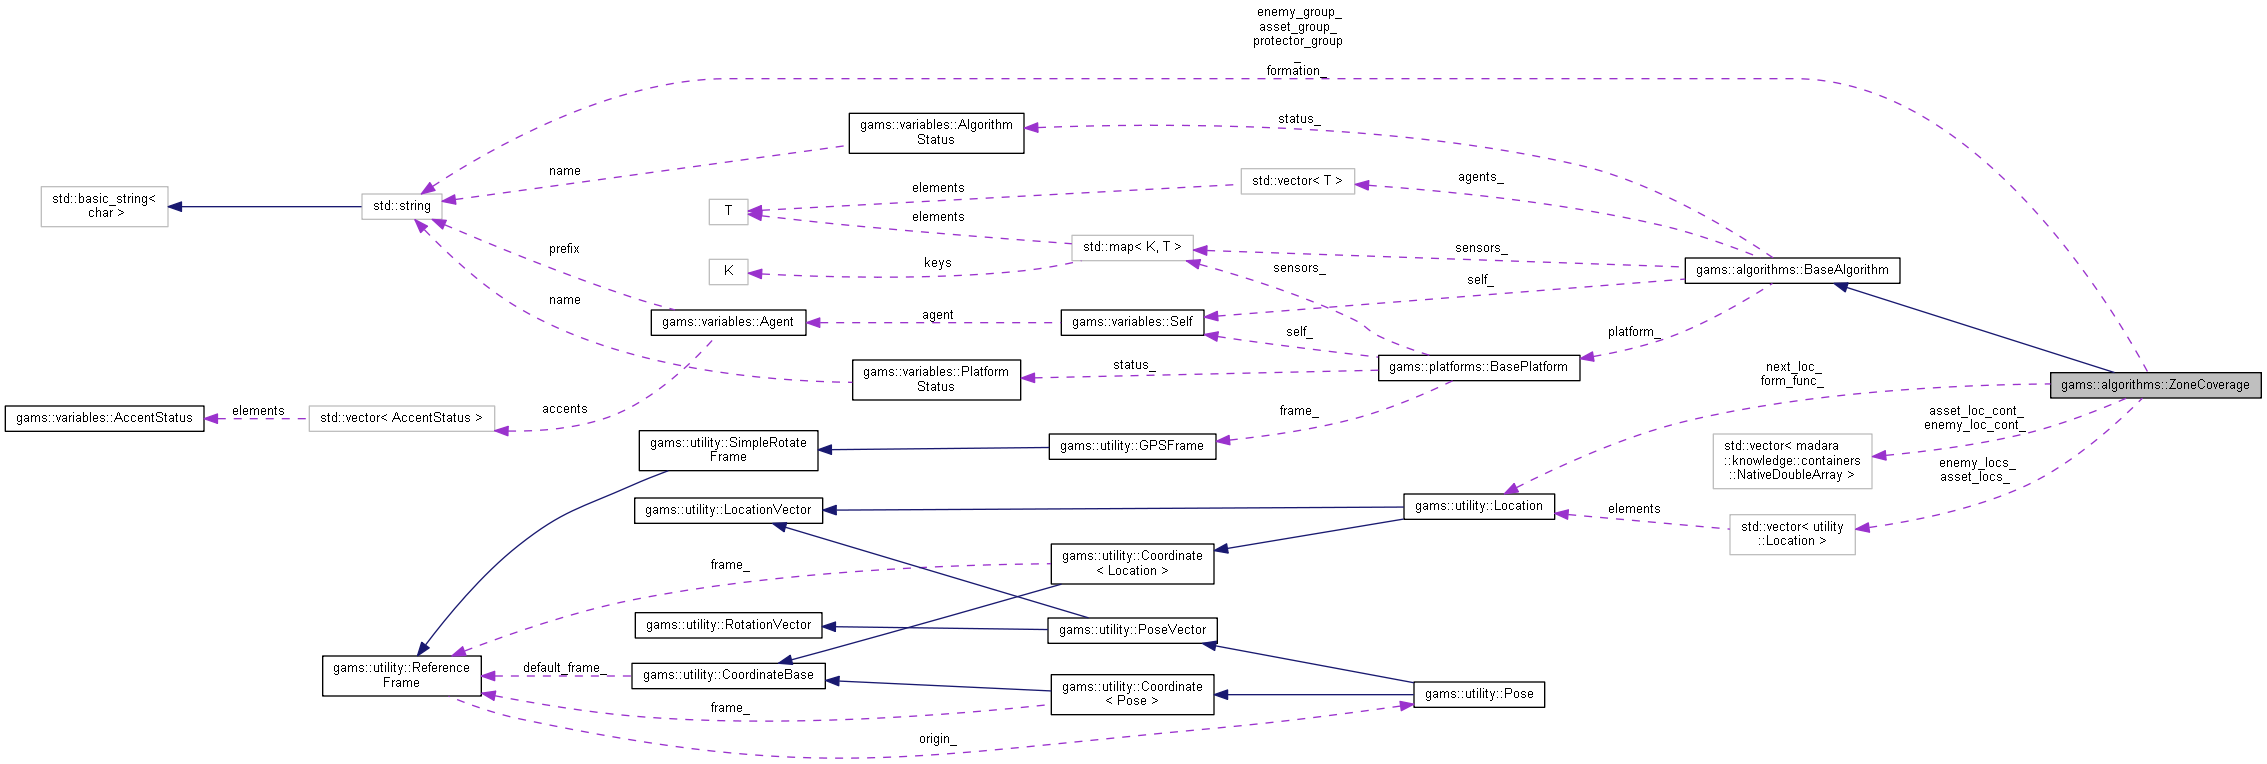 enemy_group_
asset_group_
protector_group
_
formation_
gams::variables::Algorithm
Status
status_
name
std::basic_string<
char >
std::string
elements
std::vector< T >
agents_
T
elements
std::map< K, T >
sensors_
keys
K
sensors_
gams::algorithms::BaseAlgorithm
prefix
self_
name
gams::variables::Agent
agent
gams::variables::Self
self_
platform_
gams::variables::Platform
Status
status_
gams::platforms::BasePlatform
next_loc_
form_func_
gams::algorithms::ZoneCoverage
gams::variables::AccentStatus
elements
std::vector< AccentStatus >
accents
frame_
asset_loc_cont_
enemy_loc_cont_
gams::utility::SimpleRotate
Frame
gams::utility::GPSFrame
std::vector< madara
::knowledge::containers
::NativeDoubleArray >
enemy_locs_
asset_locs_
gams::utility::LocationVector
gams::utility::Location
elements
std::vector< utility
::Location >
frame_
gams::utility::Coordinate
< Location >
gams::utility::RotationVector
gams::utility::PoseVector
gams::utility::Reference
Frame
default_frame_
gams::utility::CoordinateBase
gams::utility::Coordinate
< Pose >
gams::utility::Pose
frame_
origin_